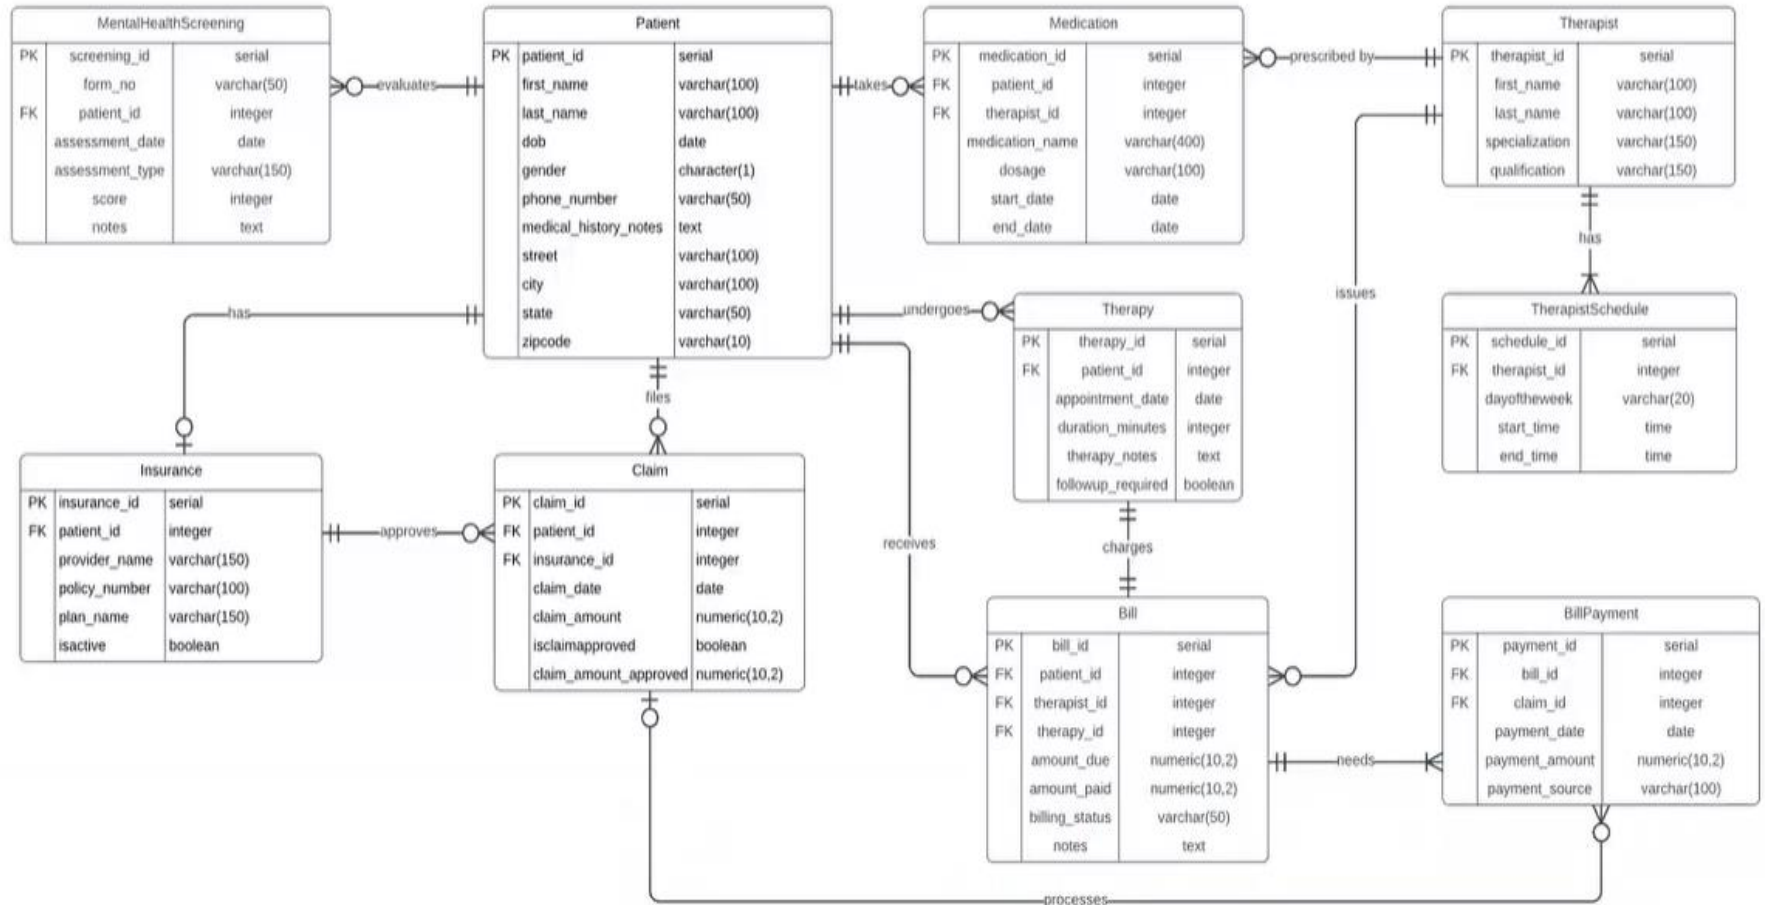 MentalHealthScreening
PK screening_id serial
form_no varchar(50)
FK patient_id integer
assessment_date date
assessment_type varchar(150)
score integer
notes text
evaluates
Patient
PK patient_id serial
first_name varchar(100)
last_name varchar(100)
dob date
gender character(1)
phone_number varchar(50)
medical_history_notes text
street varchar(100)
city varchar(100)
state varchar(50)
zipcode varchar(10)
takes
Medication
PK medication_id serial
FK patient_id integer
FK therapist_id integer
medication_name varchar(400)
dosage varchar(100)
start_date date
end_date date
prescribed by
Therapist
PK therapist_id serial
first_name varchar(100)
last_name varchar(100)
specialization varchar(150)
qualification varchar(150)
has
issues
has
undergoes
Therapy
PK therapy_id serial
FK patient_id integer
appointment_date date
duration_minutes integer
therapy_notes text
followup_required boolean
TherapistSchedule
PK schedule_id serial
FK therapist_id integer
dayoftheweek varchar(20)
start_time time
end_time time
files
Insurance
PK insurance_id serial
FK patient_id integer
provider_name varchar(150)
policy_number varchar(100)
plan_name varchar(150)
isactive boolean
approves
Claim
PK claim_id serial
FK patient_id integer
FK insurance_id integer
claim_date date
claim_amount numeric(10,2)
isclaimapproved boolean
claim_amount_approved numeric(10,2)
receives
charges
Bill
PK bill_id serial
FK patient_id integer
FK therapist_id integer
FK therapy_id integer
amount_due numeric(10,2)
amount_paid numeric(10,2)
billing_status varchar(50)
notes text
needs
BillPayment
PK payment_id serial
FK bill_id integer
FK claim_id integer
payment_date date
payment_amount numeric(10,2)
payment_source varchar(100)
processes